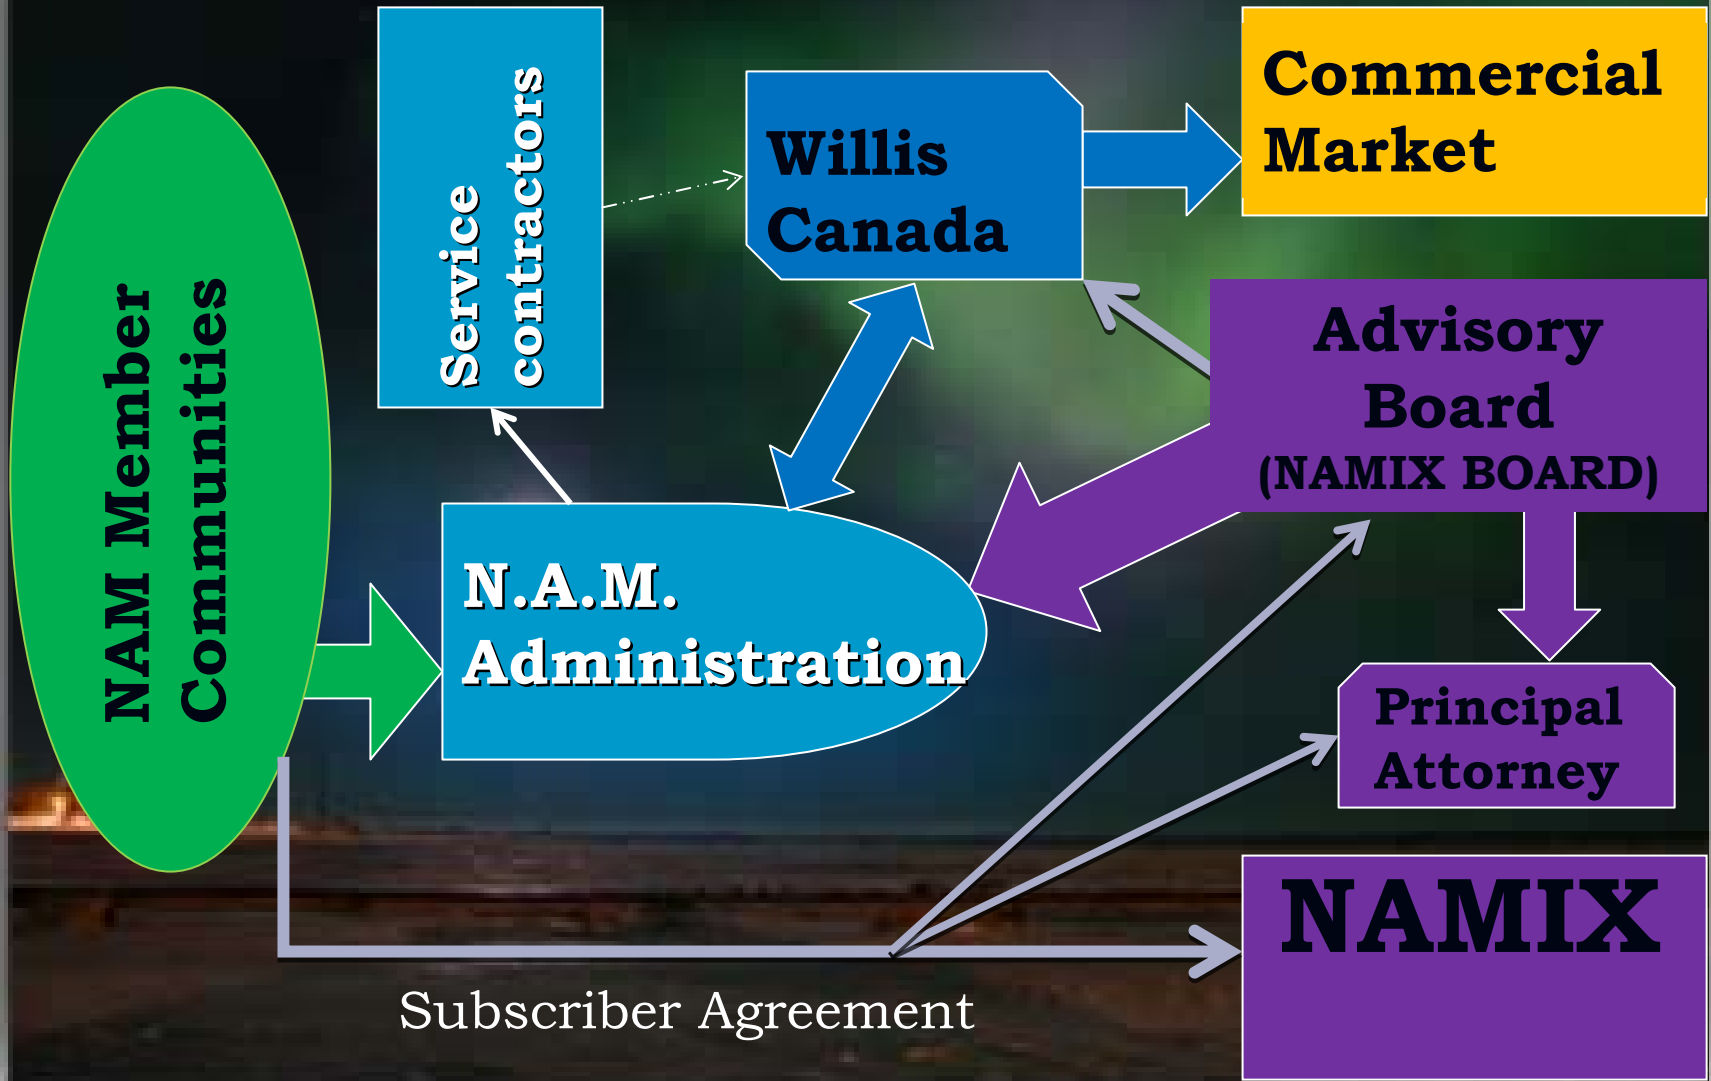 NAM Member
Communities
Service
contractors
Willis
Canada
Commercial
Market
Advisory
Board
(NAMIX BOARD)
N.A.M.
Administration
Principal
Attorney
NAMIX
Subscriber Agreement